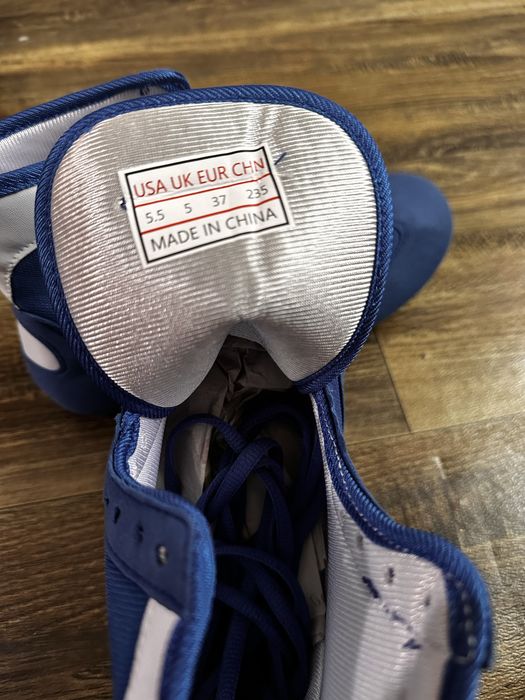 USA UK EUR CHN
5.5 5 37 235
MADE IN CHINA